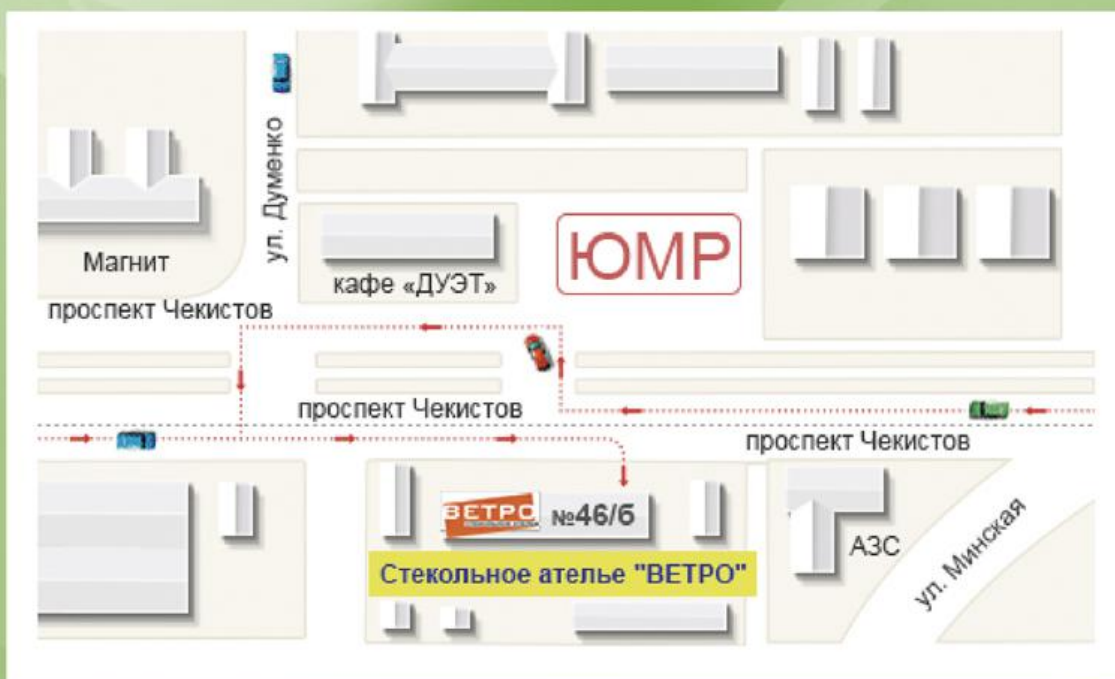 ул. Думенко
Магнит
кафе «ДУЭТ»
ЮМР
проспект Чекистов
проспект Чекистов
проспект Чекистов
ВЕТРО
№46/б
АЗС
ул. Минская
Стекольное ателье "ВЕТРО"